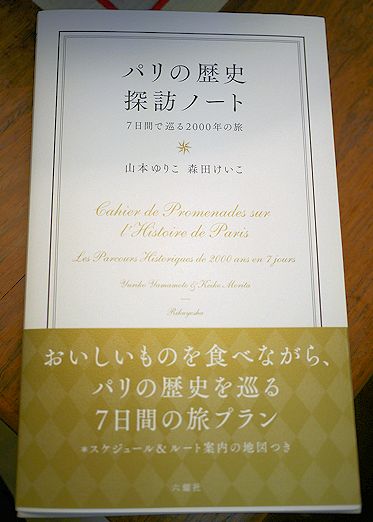 パリの歴史
探訪ノート
7日間で巡る2000年の旅
山本ゆりこ 森田けいこ
Cahier de Promenades sur
l'Histoire de Paris
Les Parcours Historiques de 2000 ans en 7 jours
Yuriko Yamamoto & Keiko Morita
Rikuyosha
おいしいものを食べながら、
パリの歴史を巡る
7日間の旅プラン
*スケジュール&ルート案内の地図つき
六耀社